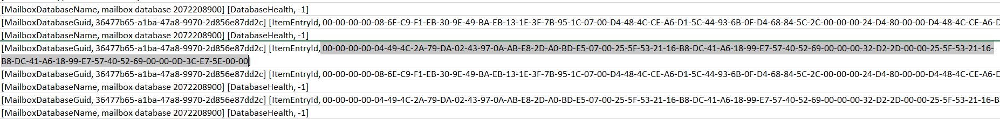 [MailboxDatabaseName, mailbox database 2072208900] [DatabaseHealth, -1]
[MailboxDatabaseGuid, 36477b65-a1ba-47a8-9970-2d856e87dd2c] [ItemEntryId, 00-00-00-00-08-6E-C9-F1-EB-30-9E-49-BA-EB-13-1E-3F-7B-95-1C-07-00-D4-48-4C-CE-A6-D1-5C-44-93-6B-0F-D4-68-84-5C-2C-00-00-00-24-D4-80-00-00-D4-48-4C-CE-A6-D
[MailboxDatabaseName, mailbox database 2072208900] [DatabaseHealth, -1]
[MailboxDatabaseGuid, 36477b65-a1ba-47a8-9970-2d856e87dd2c] [ItemEntryId, 00-00-00-00-04-49-4C-2A-79-DA-02-43-97-0A-AB-E8-2D-A0-BD-E5-07-00-25-5F-53-21-16-B8-DC-41-A6-18-99-E7-57-40-52-69-00-00-00-32-D2-2D-00-00-25-5F-53-21-16-
B8-DC-41-A6-18-99-E7-57-40-52-69-00-00-0D-3C-E7-5E-00-00]
[MailboxDatabaseGuid, 36477b65-a1ba-47a8-9970-2d856e87dd2c] [ItemEntryId, 00-00-00-00-08-6E-C9-F1-EB-30-9E-49-BA-EB-13-1E-3F-7B-95-1C-07-00-D4-48-4C-CE-A6-D1-5C-44-93-6B-0F-D4-68-84-5C-2C-00-00-00-24-D4-80-00-00-D4-48-4C-CE-A6-D
[MailboxDatabaseName, mailbox database 2072208900] [DatabaseHealth, -1]
[MailboxDatabaseGuid, 36477b65-a1ba-47a8-9970-2d856e87dd2c] [ItemEntryId, 00-00-00-00-04-49-4C-2A-79-DA-02-43-97-0A-AB-E8-2D-A0-BD-E5-07-00-25-5F-53-21-16-B8-DC-41-A6-18-99-E7-57-40-52-69-00-00-00-32-D2-2D-00-00-25-5F-53-21-16-B
[MailboxDatabaseName, mailbox database 2072208900] [DatabaseHealth, -1]